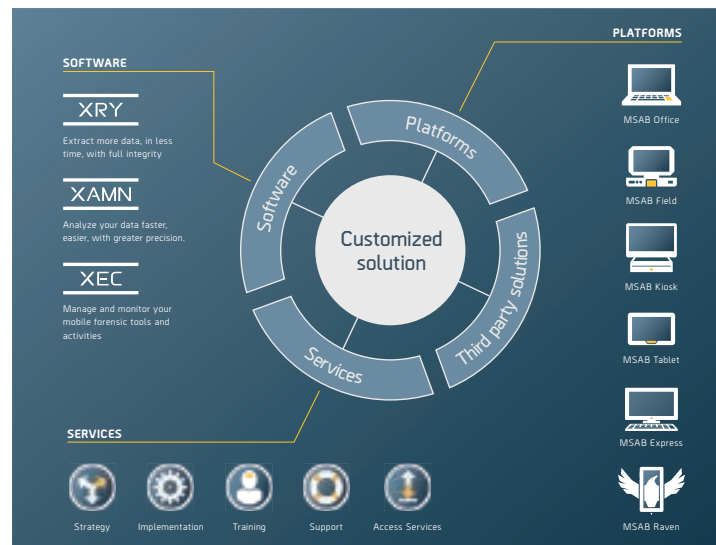 SOFTWARE
XRY
Extract more data, in less
time, with full integrity
XAMN
Analyze your data faster,
easier, with greater precision.
XEC
Manage and monitor your
mobile forensic tools and
activities
Platforms
Software
Customized
solution
Third party solutions
Services
PLATFORMS
MSAB Office
MSAB Field
MSAB Kiosk
MSAB Tablet
MSAB Express
MSAB Raven
SERVICES
Strategy
Implementation
Training
Support
Access Services